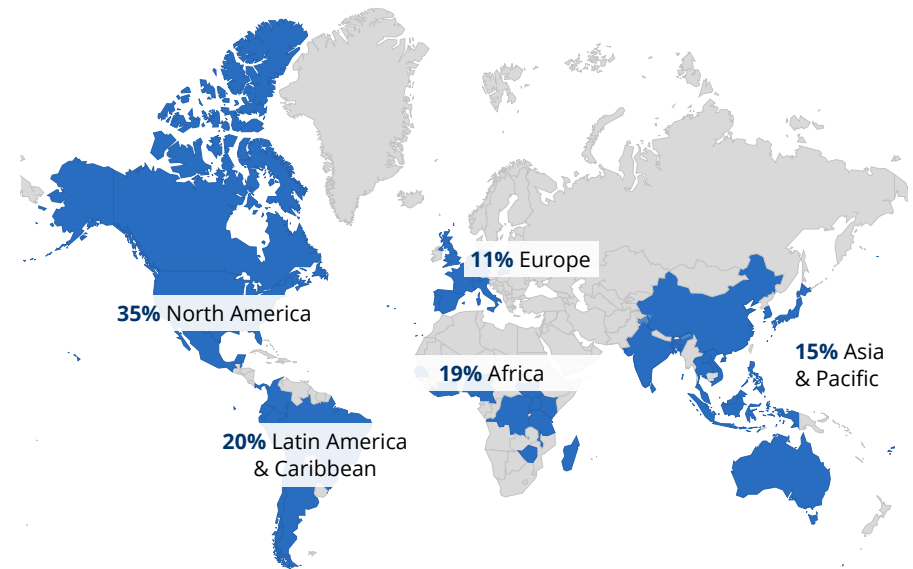 11% Europe
35% North America
15% Asia
& Pacific
19% Africa
20% Latin America
& Caribbean